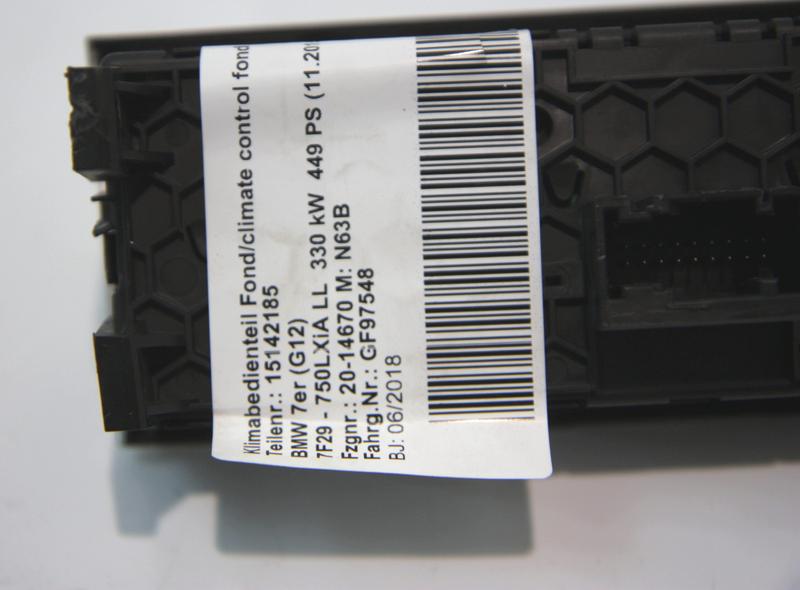 Klimabedienteil Fond/climate control fond
Teilenr.: 15142185
BMW 7er (G12)
7F29 - 750LXiA LL 330 kW 449 PS (11.20
Fzgnr.: 20-14670 M: N63B
Fahrg.Nr.: GF97548
BJ: 06/2018